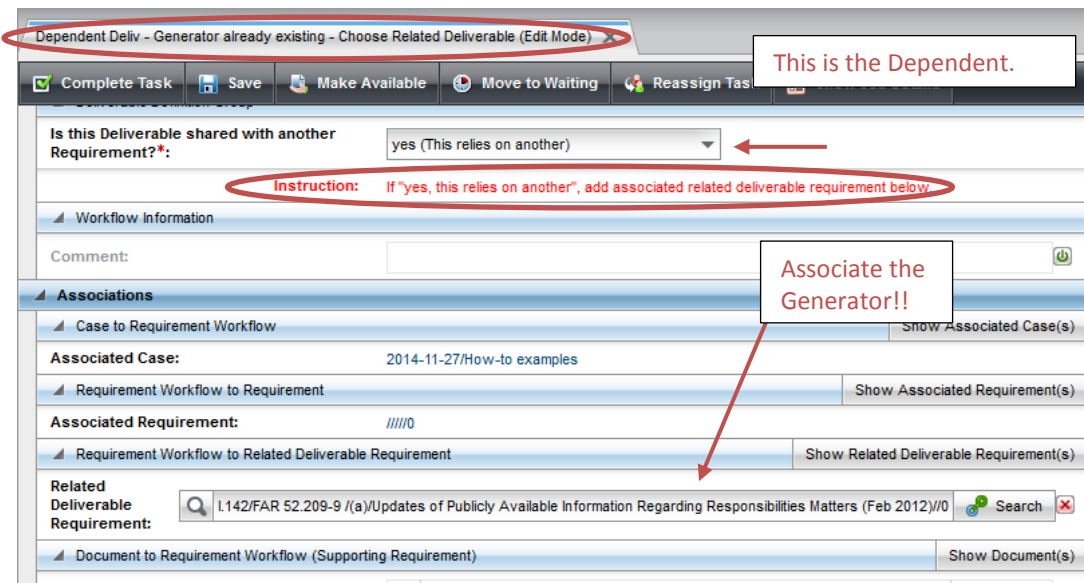 Dependent Deliv - Generator already existing - Choose Related Deliverable (Edit Mode)
This is the Dependent.
Complete Task Save Make Available Move to Waiting Reassign Task
Deliverable Definition Group
Is this Deliverable shared with another
Requirement?*:
yes (This relies on another)
Instruction: If "yes, this relies on another", add associated related deliverable requirement below.
Workflow Information
Comment:
Associate the
Generator!!
Associations
Case to Requirement Workflow Show Associated Case(s)
Associated Case: 2014-11-27/How-to examples
Requirement Workflow to Requirement Show Associated Requirement(s)
Associated Requirement: /////0
Requirement Workflow to Related Deliverable Requirement Show Related Deliverable Requirement(s)
Related
Deliverable
Requirement:
I.142/FAR 52.209-9 /(a)/Updates of Publicly Available Information Regarding Responsibilities Matters (Feb 2012)//0 Search
Document to Requirement Workflow (Supporting Requirement) Show Document(s)